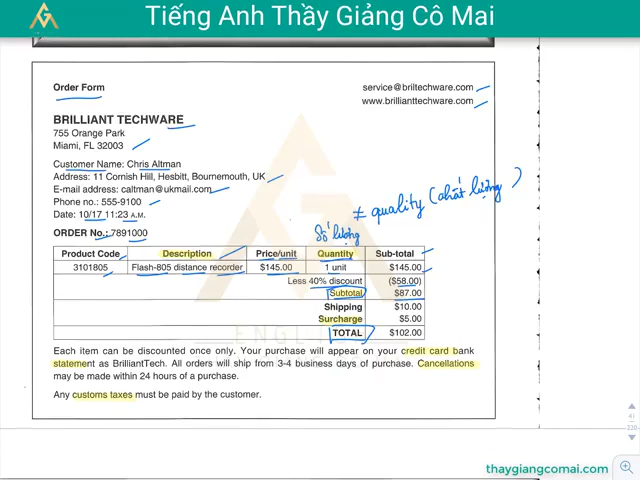 Tiếng Anh Thầy Giảng Cô Mai
Order Form
service@briltechware.com
www.brillianttechware.com
BRILLIANT TECHWARE
755 Orange Park
Miami, FL 32003
Customer Name: Chris Altman
Address: 11 Cornish Hill, Hesbitt, Bournemouth, UK
E-mail address: caltman@ukmail.com
Phone no.: 555-9100
Date: 10/17 11:23 A.M.
≠ quality (chất lượng)
ORDER No.: 7891000
số lượng
Product Code Description Price/unit Quantity Sub-total
3101805 Flash-805 distance recorder $145.00 1 unit $145.00
Less 40% discount ($58.00)
Subtotal $87.00
Shipping $10.00
Surcharge $5.00
TOTAL $102.00
ENGLISH
Each item can be discounted once only. Your purchase will appear on your credit card bank
statement as BrilliantTech. All orders will ship from 3-4 business days of purchase. Cancellations
may be made within 24 hours of a purchase.
Any customs taxes must be paid by the customer.
41
220
thaygiangcomai.com